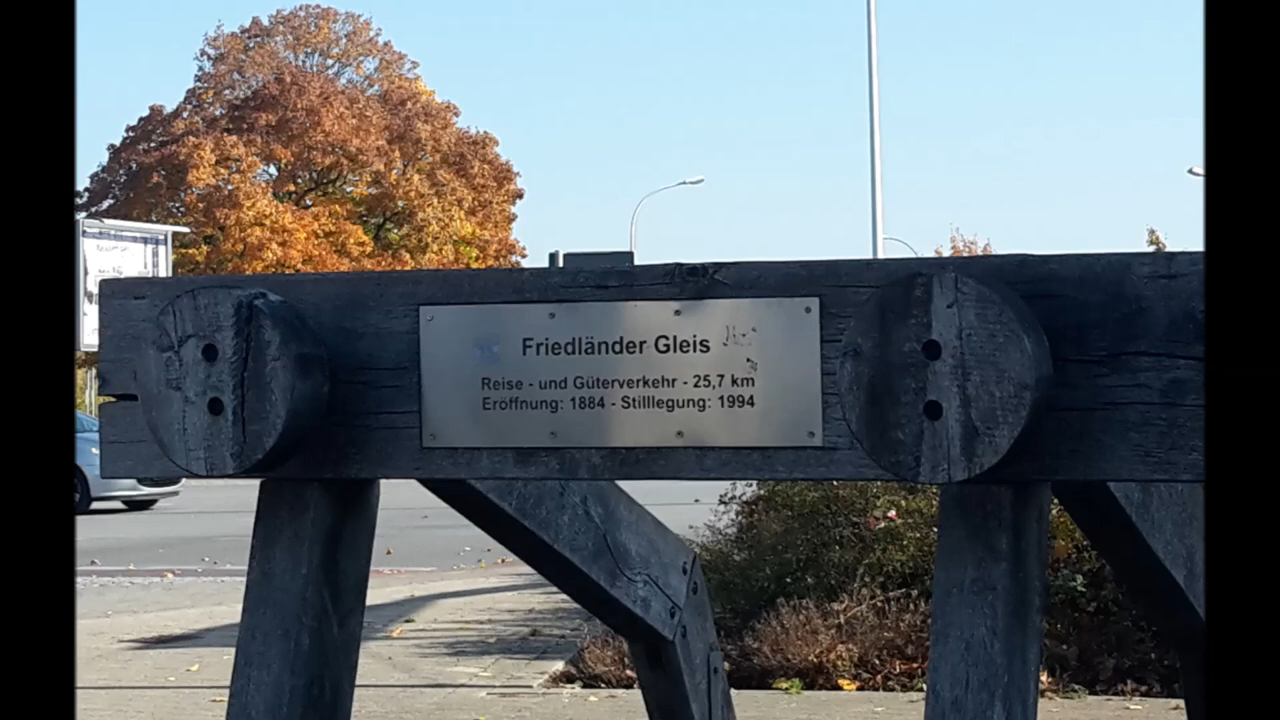 Friedländer Gleis
Reise - und Güterverkehr - 25,7 km
Eröffnung: 1884 - Stilllegung: 1994